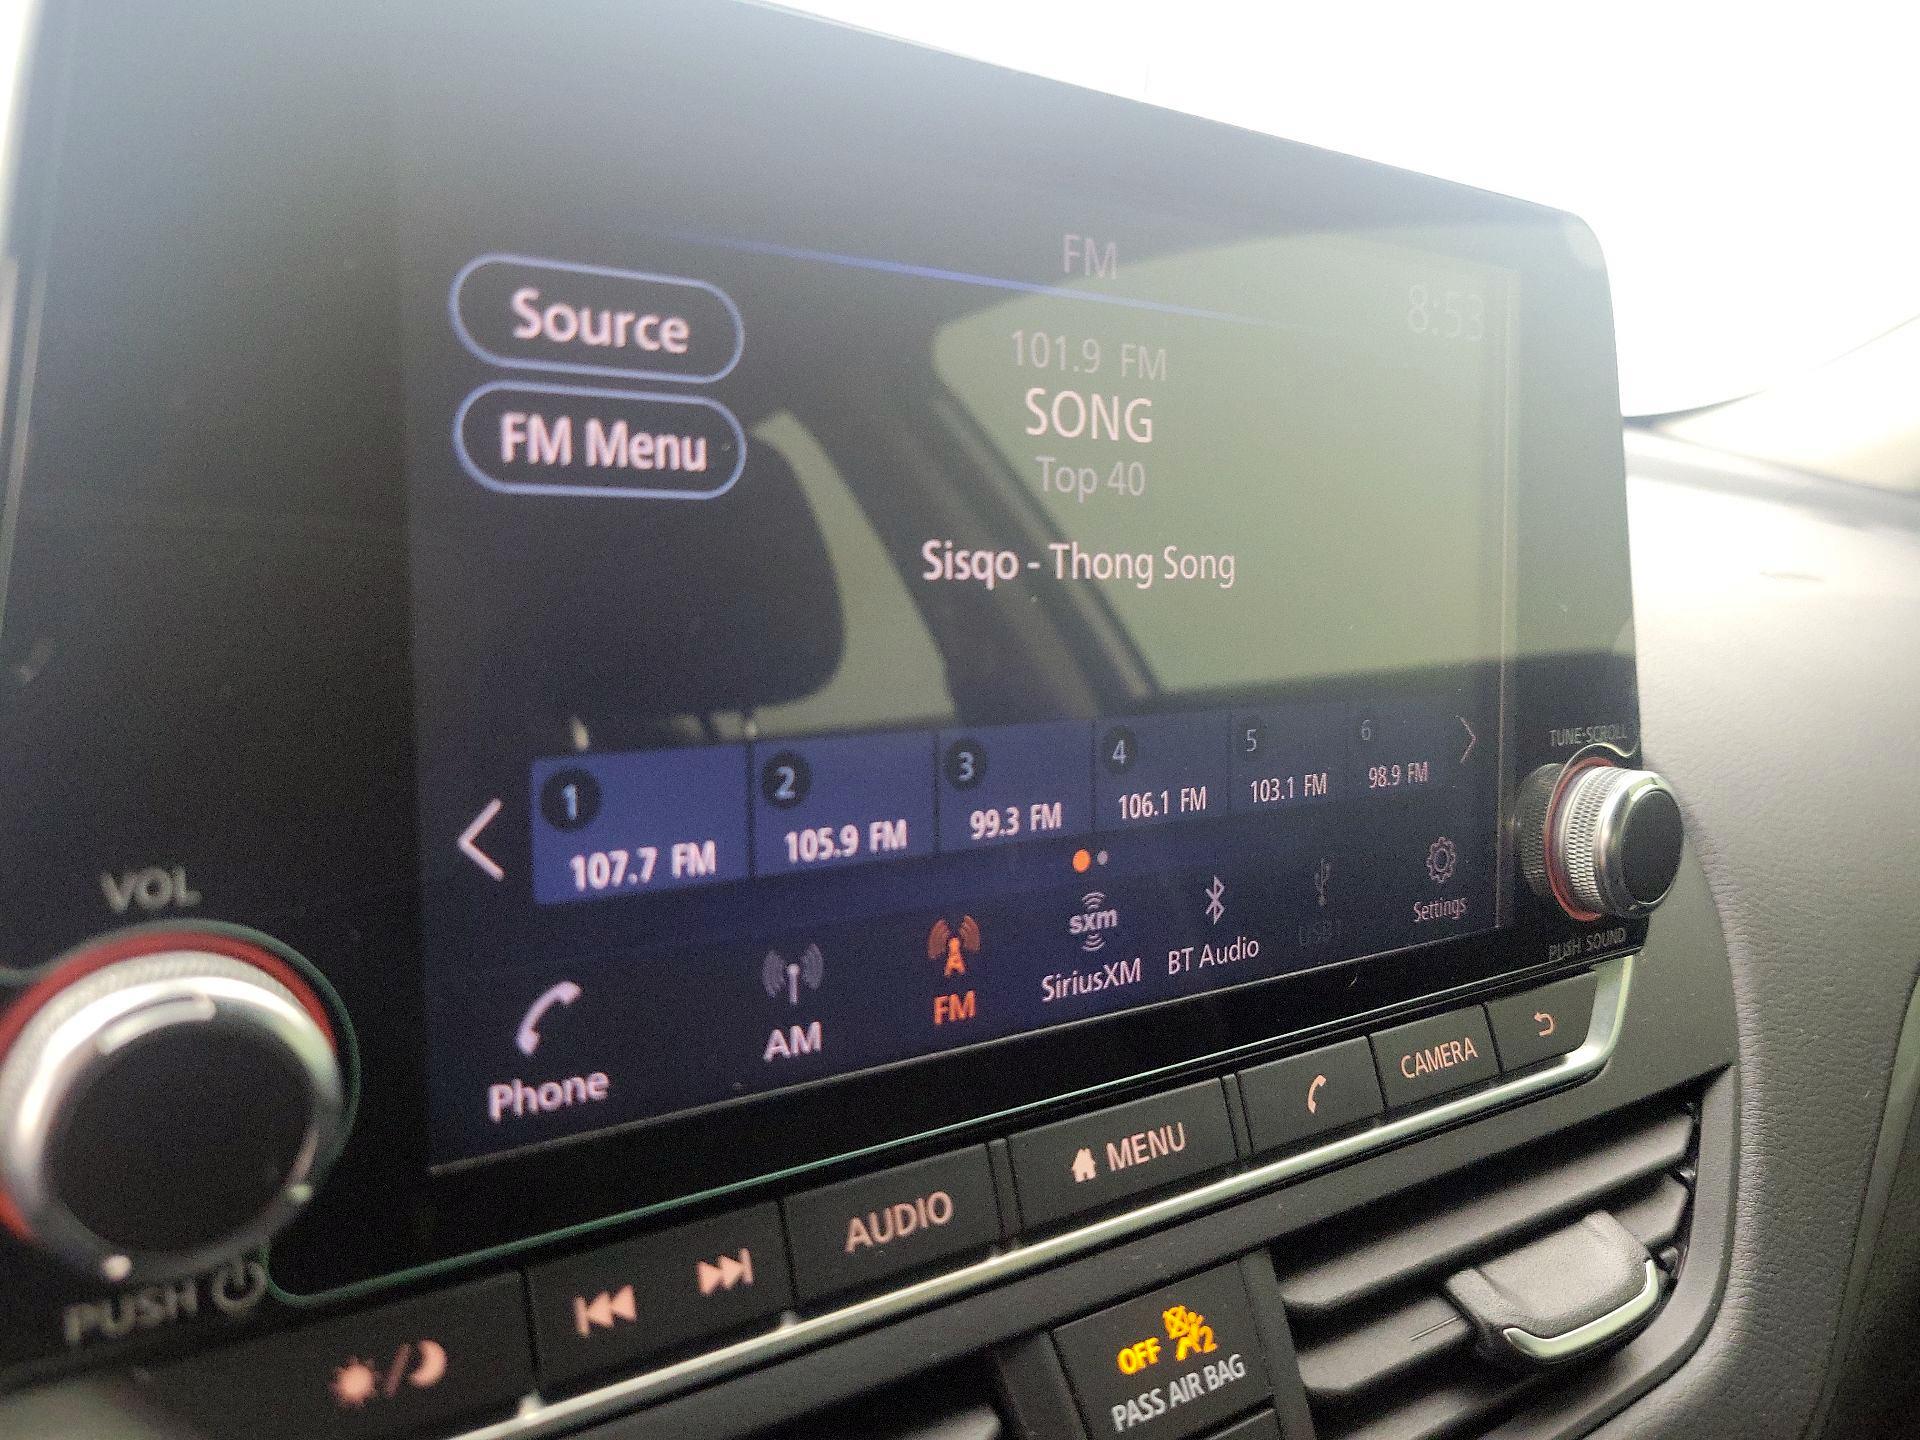 FM
8:53
Source
101.9 FM
SONG
FM Menu
Top 40
Sisqo - Thong Song
1
107.7 FM
2
105.9 FM
3
99.3 FM
4
106.1 FM
5
103.1 FM
6
98.9 FM
Phone
AM
FM
sxm
SiriusXM
BT Audio
USB1
Settings
VOL
PUSH
TUNE·SCROLL
PUSH SOUND
AUDIO
MENU
CAMERA
OFF
2
PASS AIR BAG